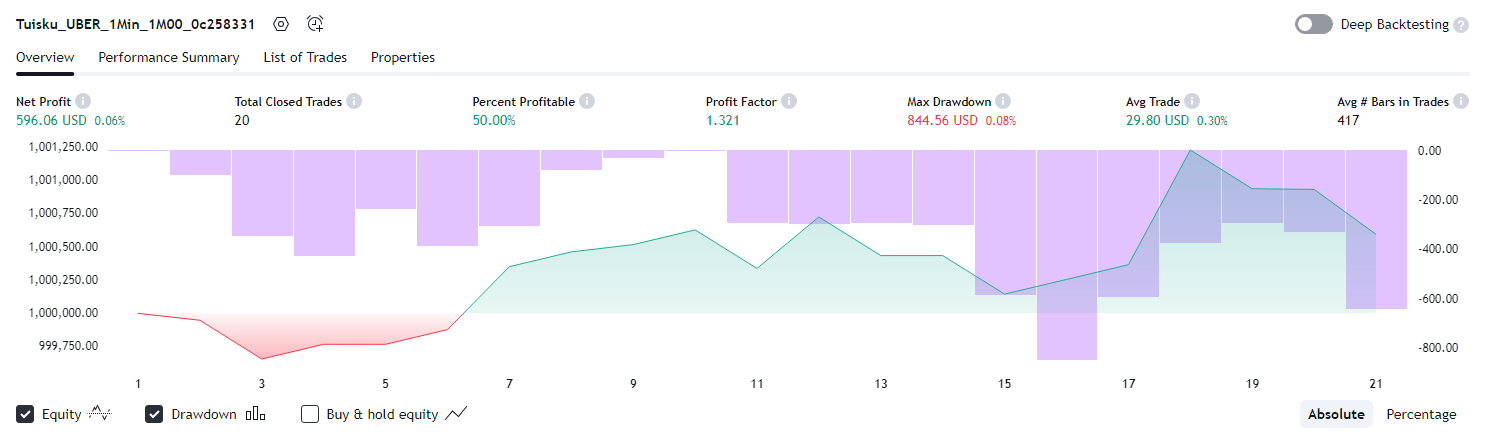 Tuisku_UBER_1Min_1M00_0c258331
Deep Backtesting ?
Overview Performance Summary List of Trades Properties
Net Profit i Total Closed Trades i Percent Profitable i Profit Factor i Max Drawdown i Avg Trade i Avg # Bars in Trades i
596.06 USD 0.06% 20 50.00% 1.321 844.56 USD 0.08% 29.80 USD 0.30% 417
1,001,250.00 0.00
1,001,000.00 -200.00
1,000,750.00
1,000,500.00 -400.00
1,000,250.00 -600.00
1,000,000.00
999,750.00 -800.00
1 3 5 7 9 11 13 15 17 19 21
Equity Drawdown Buy & hold equity Absolute Percentage